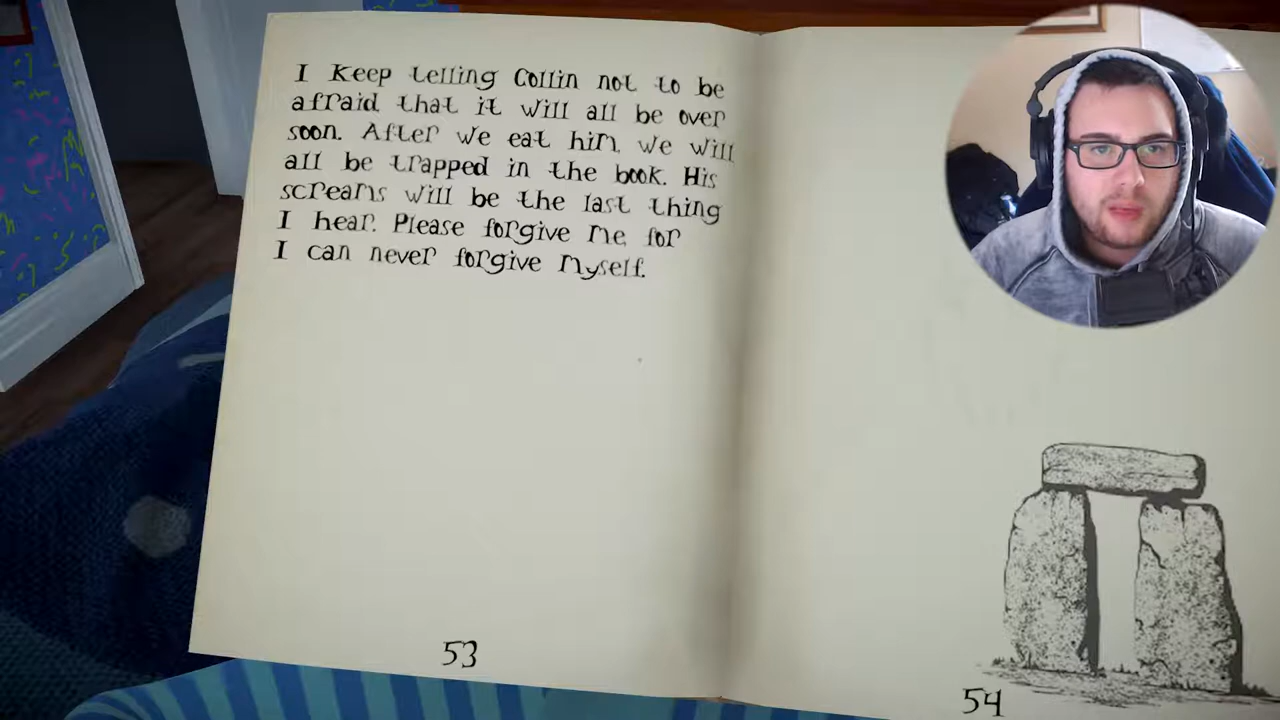 I Keep telling Collin not to be
afraid that it will all be over
soon. After we eat him, we will
all be trapped in the book. His
screams will be the last thing
I hear. Please forgive me, for
I can never forgive myself.
53
54